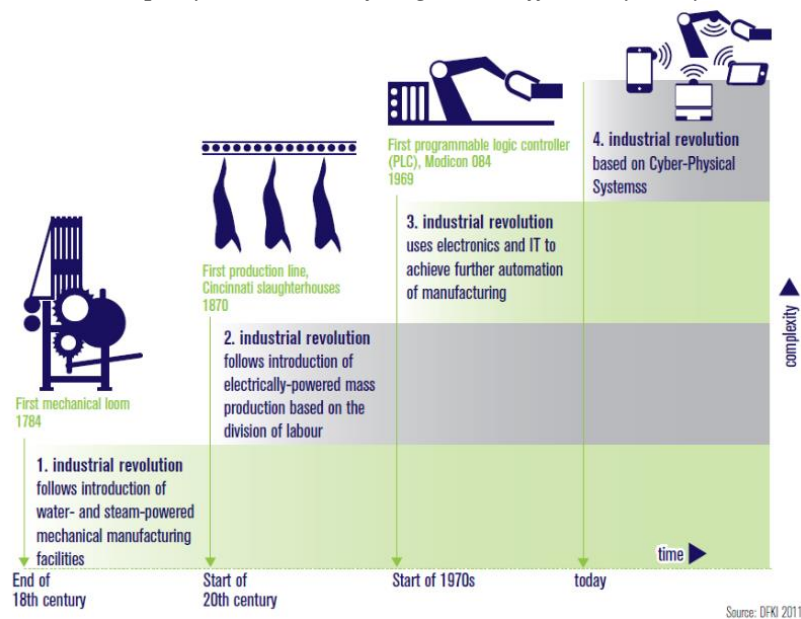 First programmable logic controller
(PLC), Modicon 084
1969
4. industrial revolution
based on Cyber-Physical
Systemss
3. industrial revolution
uses electronics and IT to
achieve further automation
of manufacturing
First production line,
Cincinnati slaughterhouses
1870
2. industrial revolution
follows introduction of
electrically-powered mass
production based on the
division of labour
First mechanical loom
1784
1. industrial revolution
follows introduction of
water- and steam-powered
mechanical manufacturing
facilities
complexity
time
End of
18th century
Start of
20th century
Start of 1970s
today
Source: DFKI 2011